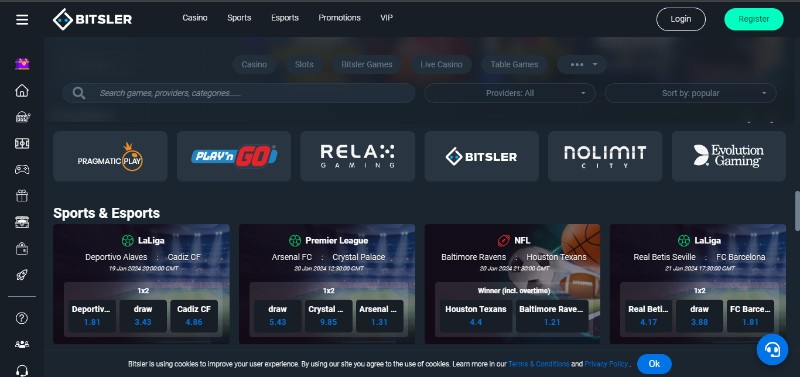 BITSLER
Casino Sports Esports Promotions VIP
Login Register
Casino Slots Bitsler Games Live Casino Table Games
Search games, providers, categories......
Providers: All
Sort by: popular
PRAGMATIC PLAY
PLAY'n GO
RELAX GAMING
BITSLER
NOLIMIT CITY
Evolution Gaming
Sports & Esports
LaLiga
Deportivo Alaves : Cadiz CF
19 Jan 2024 20:00:00 GMT
1x2
Deportiv... draw Cadiz CF
1.81 3.43 4.86
Premier League
Arsenal FC : Crystal Palace
20 Jan 2024 12:30:00 GMT
1x2
draw Crystal ... Arsenal ...
5.43 9.85 1.31
NFL
Baltimore Ravens : Houston Texans
20 Jan 2024 21:30:00 GMT
Winner (incl. overtime)
Houston Texans Baltimore Rave...
4.4 1.21
LaLiga
Real Betis Seville : FC Barcelona
21 Jan 2024 17:30:00 GMT
1x2
Real Beti... draw FC Barce...
4.17 3.88 1.81
Bitsler is using cookies to improve your user experience. By using our site you agree to the use of cookies. Learn more in our Terms & Conditions and Privacy Policy.
Ok